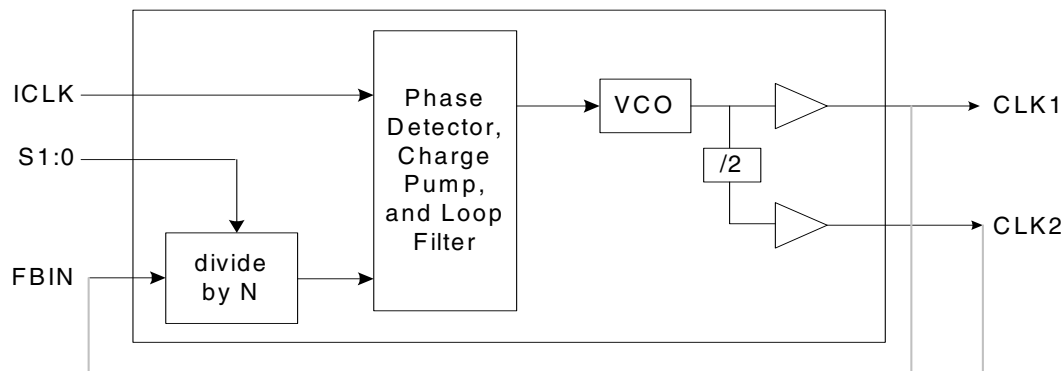 ICLK
S1:0
FBIN
divide
by N
Phase
Detector,
Charge
Pump,
and Loop
Filter
VCO
/2
CLK1
CLK2